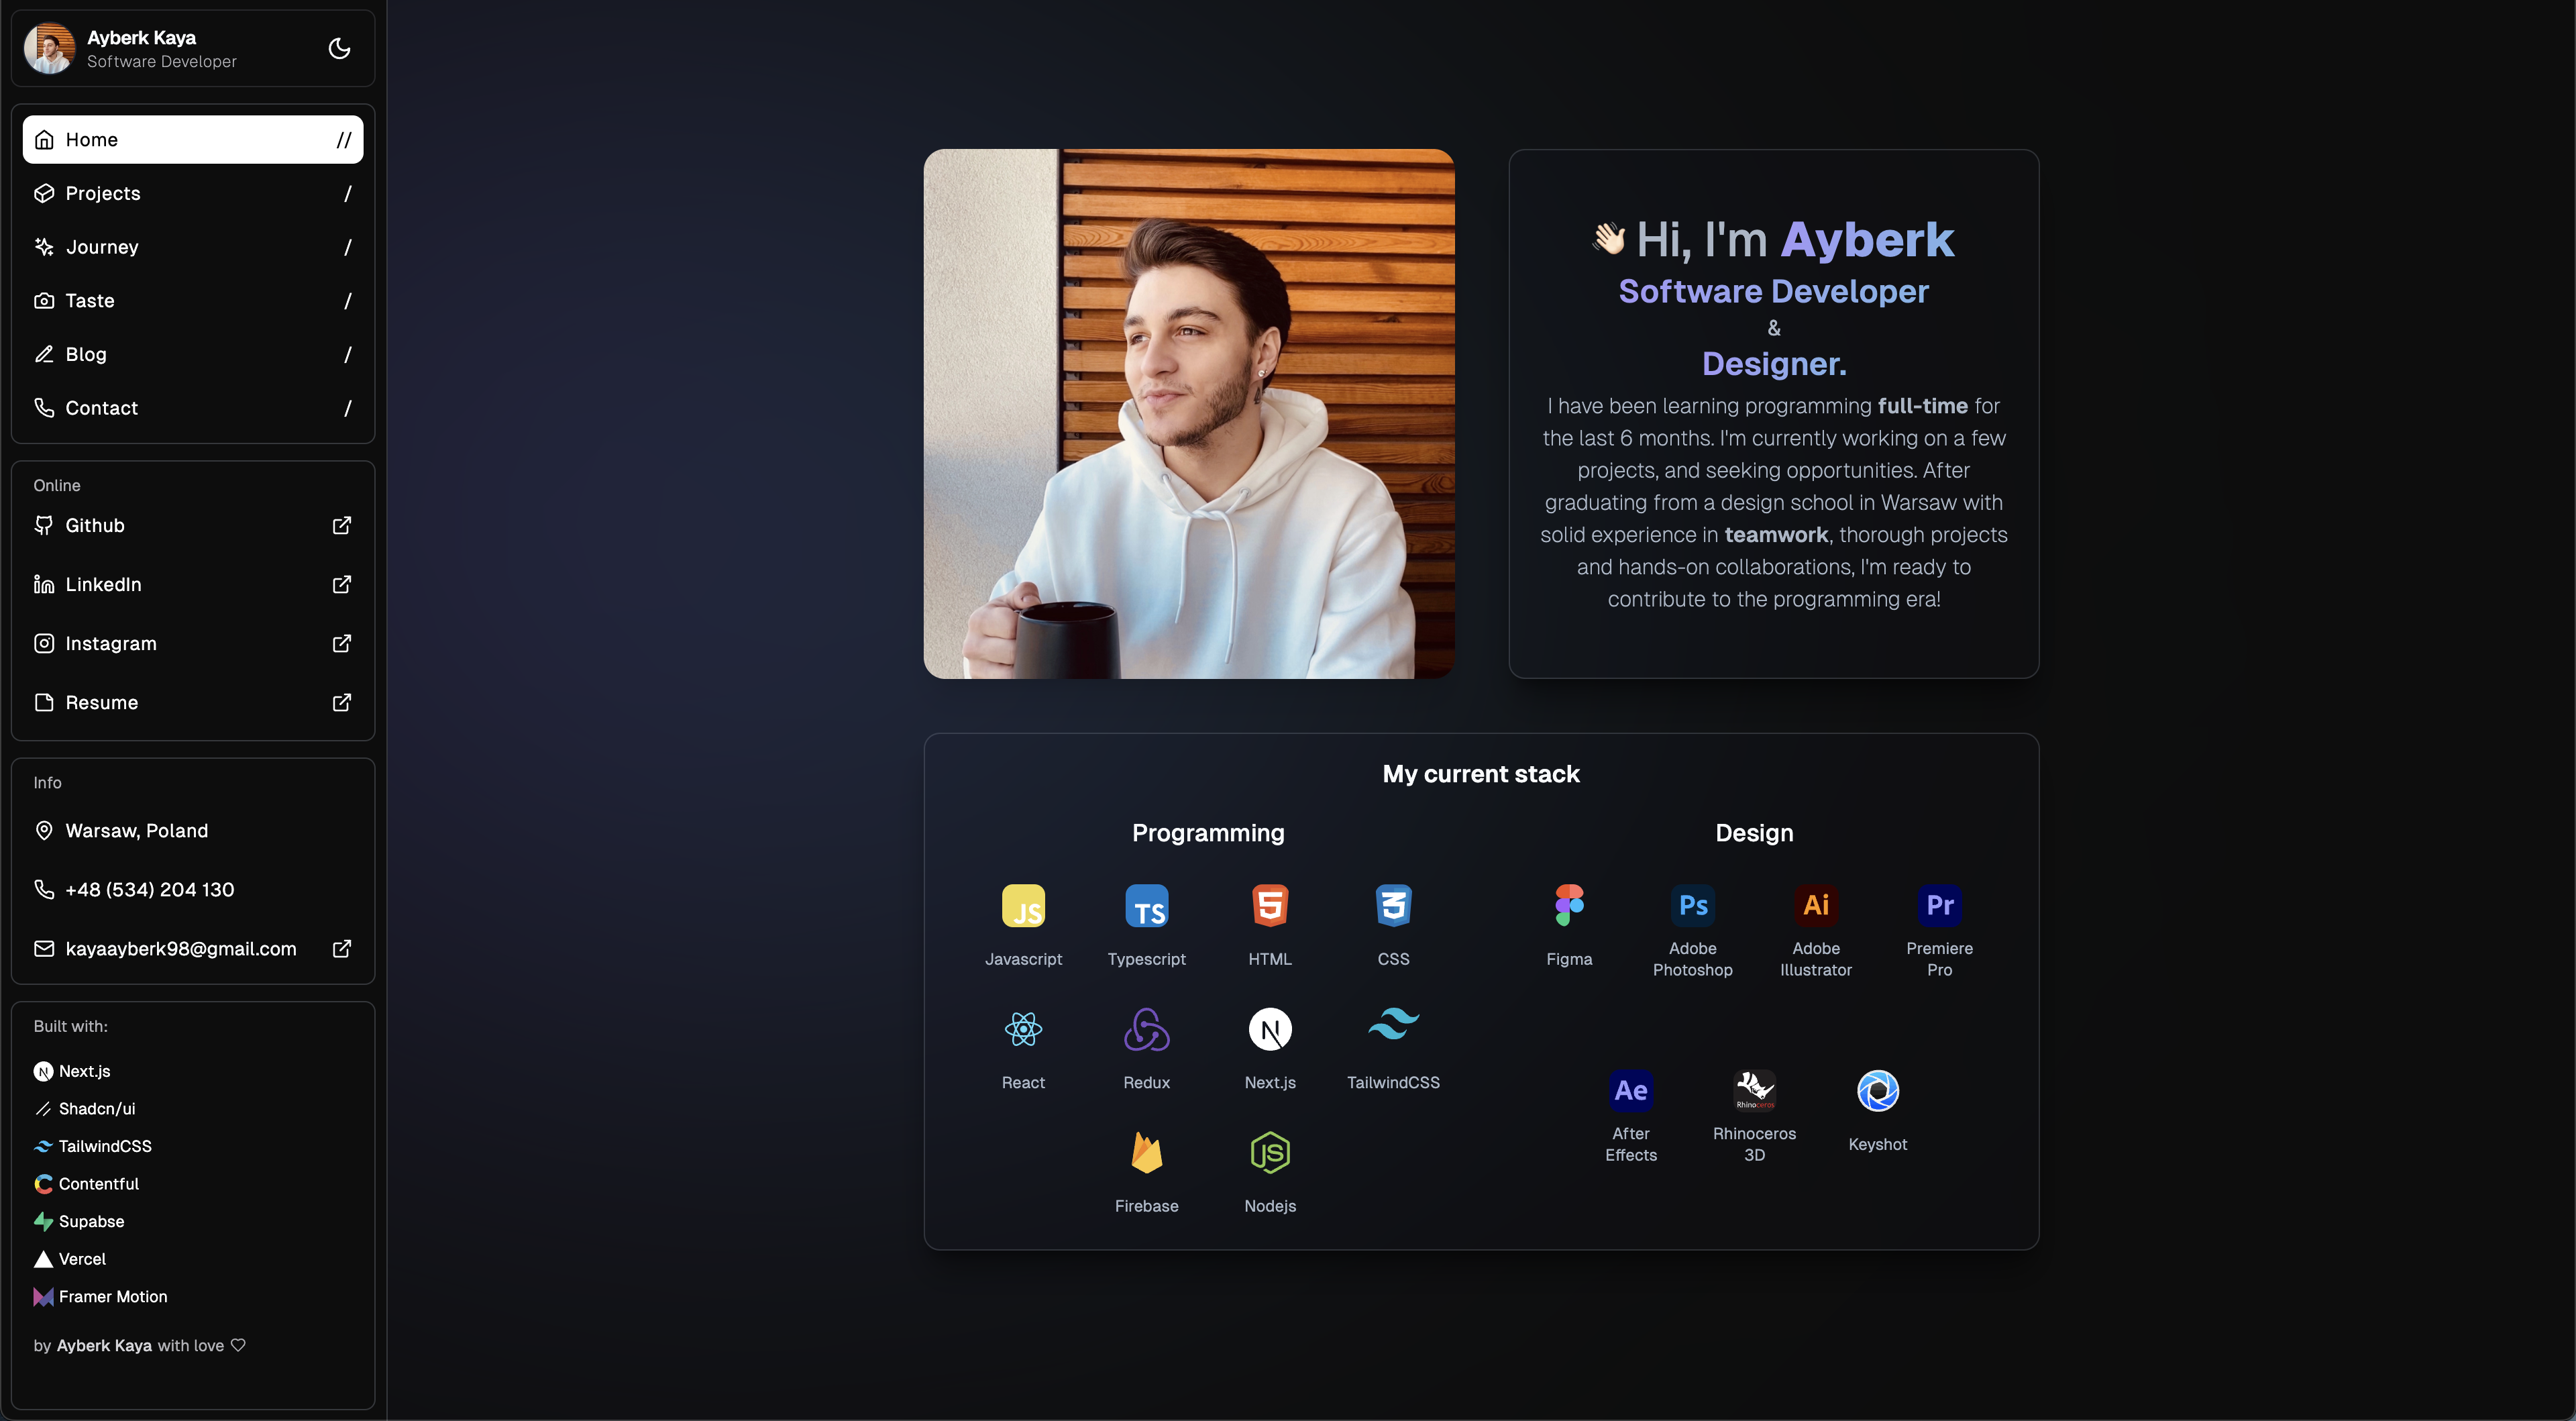 Ayberk Kaya
Software Developer
Home //
Projects /
Journey /
Taste /
Blog /
Contact /
Online
Github
LinkedIn
Instagram
Resume
Info
Warsaw, Poland
+48 (534) 204 130
kayaayberk98@gmail.com
Built with:
N Next.js
Shadcn/ui
TailwindCSS
Contentful
Supabse
Vercel
Framer Motion
by Ayberk Kaya with love
👋🏻 Hi, I'm Ayberk
Software Developer
&
Designer.
I have been learning programming full-time for
the last 6 months. I'm currently working on a few
projects, and seeking opportunities. After
graduating from a design school in Warsaw with
solid experience in teamwork, thorough projects
and hands-on collaborations, I'm ready to
contribute to the programming era!
My current stack
Programming
JS TS 5 3
Javascript Typescript HTML CSS
N
React Redux Next.js TailwindCSS
JS
Firebase Nodejs
Design
Ps Ai Pr
Figma Adobe Photoshop Adobe Illustrator Premiere Pro
Ae Rhinoceros
After Effects Rhinoceros 3D Keyshot